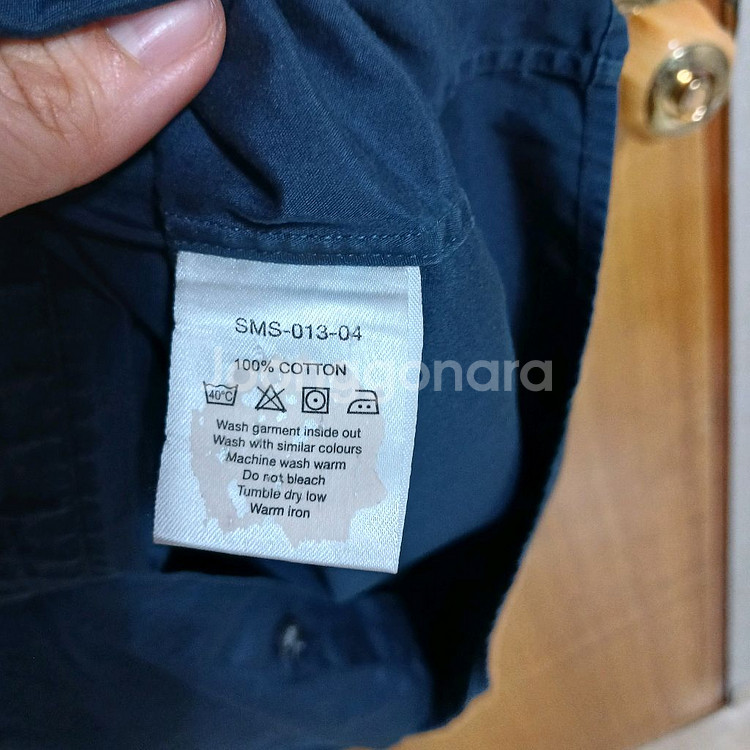 SMS-013-04
100% COTTON
joonggonara
40°C
Wash garment inside out
Wash with similar colours
Machine wash warm
Do not bleach
Tumble dry low
Warm iron